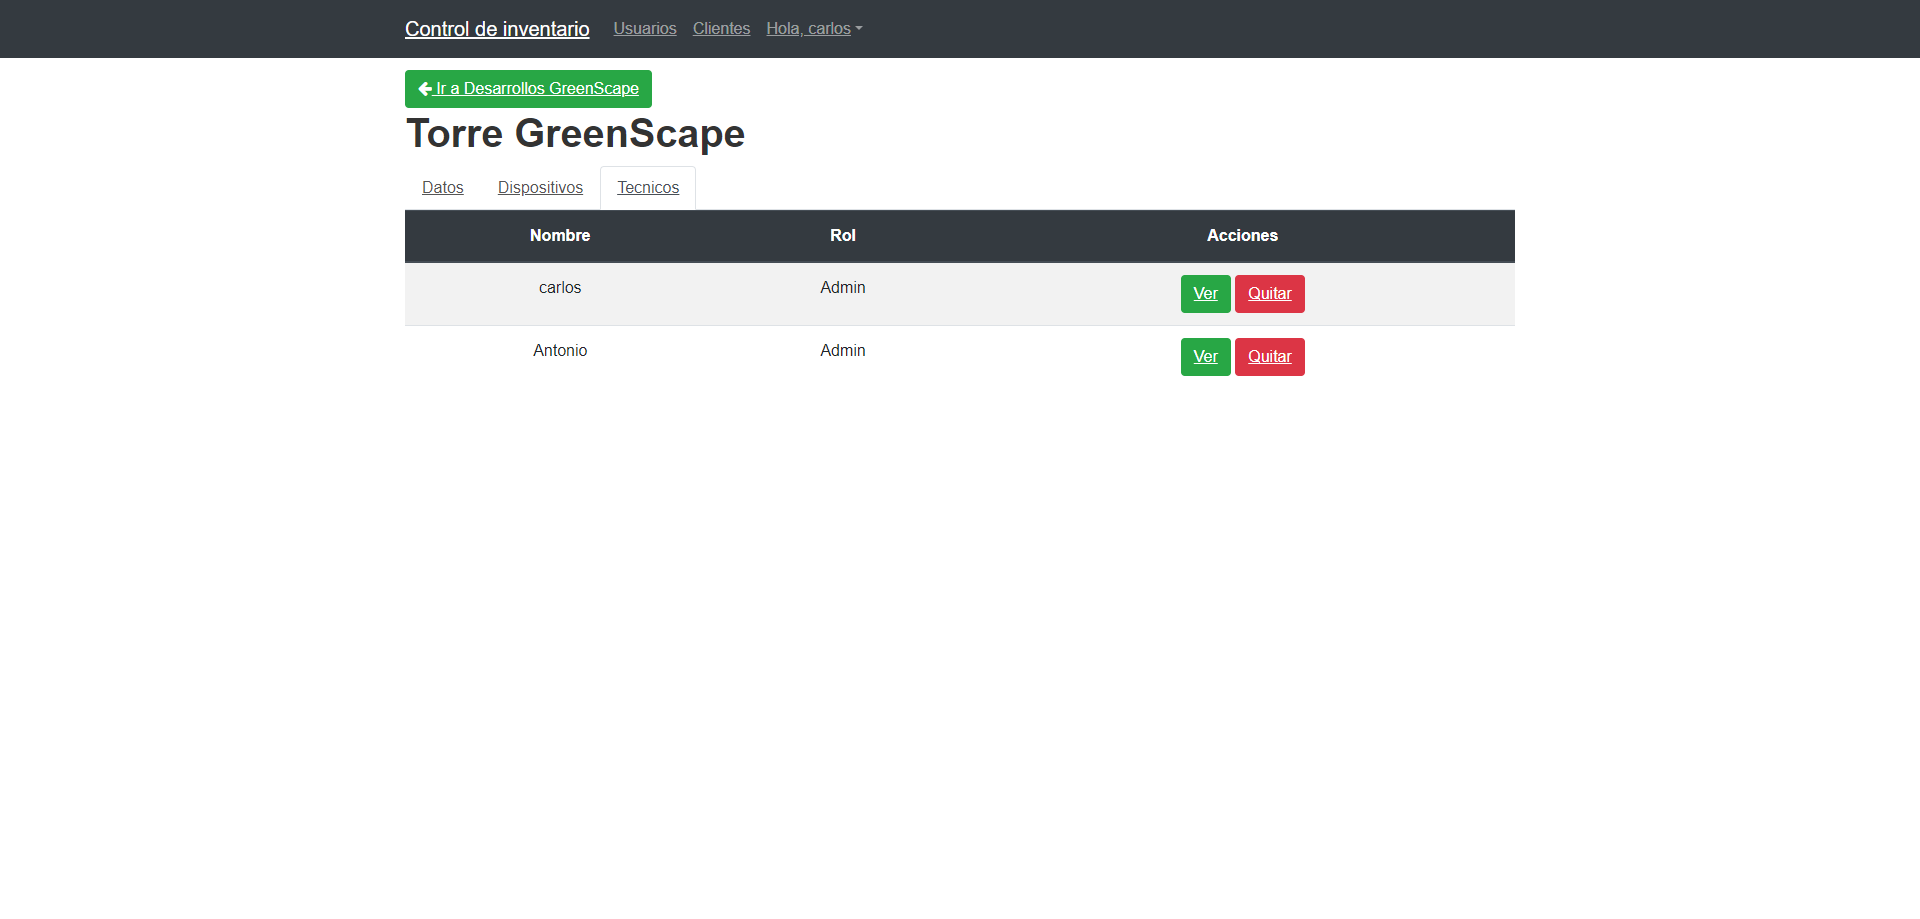 Control de inventario Usuarios Clientes Hola, carlos
Ir a Desarrollos GreenScape
Torre GreenScape
Datos Dispositivos Tecnicos
Nombre Rol Acciones
carlos Admin Ver Quitar
Antonio Admin Ver Quitar